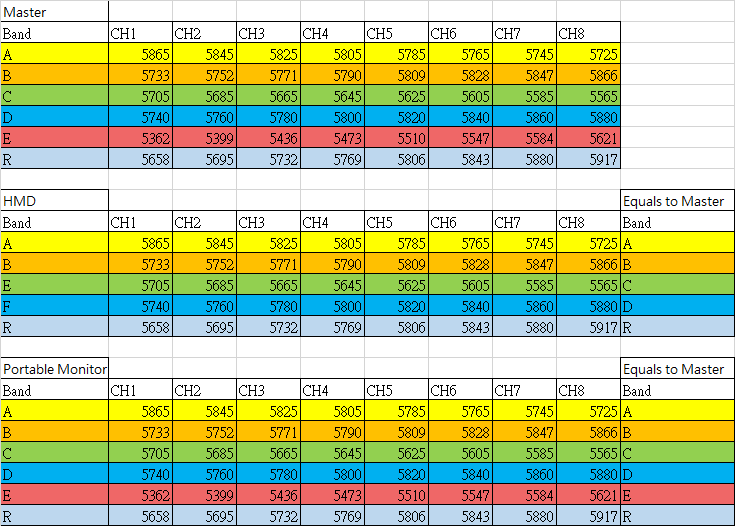 Master
Band CH1 CH2 CH3 CH4 CH5 CH6 CH7 CH8
A 5865 5845 5825 5805 5785 5765 5745 5725
B 5733 5752 5771 5790 5809 5828 5847 5866
C 5705 5685 5665 5645 5625 5605 5585 5565
D 5740 5760 5780 5800 5820 5840 5860 5880
E 5362 5399 5436 5473 5510 5547 5584 5621
R 5658 5695 5732 5769 5806 5843 5880 5917
HMD Equals to Master
Band CH1 CH2 CH3 CH4 CH5 CH6 CH7 CH8 Band
A 5865 5845 5825 5805 5785 5765 5745 5725 A
B 5733 5752 5771 5790 5809 5828 5847 5866 B
E 5705 5685 5665 5645 5625 5605 5585 5565 C
F 5740 5760 5780 5800 5820 5840 5860 5880 D
R 5658 5695 5732 5769 5806 5843 5880 5917 R
Portable Monitor Equals to Master
Band CH1 CH2 CH3 CH4 CH5 CH6 CH7 CH8 Band
A 5865 5845 5825 5805 5785 5765 5745 5725 A
B 5733 5752 5771 5790 5809 5828 5847 5866 B
C 5705 5685 5665 5645 5625 5605 5585 5565 C
D 5740 5760 5780 5800 5820 5840 5860 5880 D
E 5362 5399 5436 5473 5510 5547 5584 5621 E
R 5658 5695 5732 5769 5806 5843 5880 5917 R